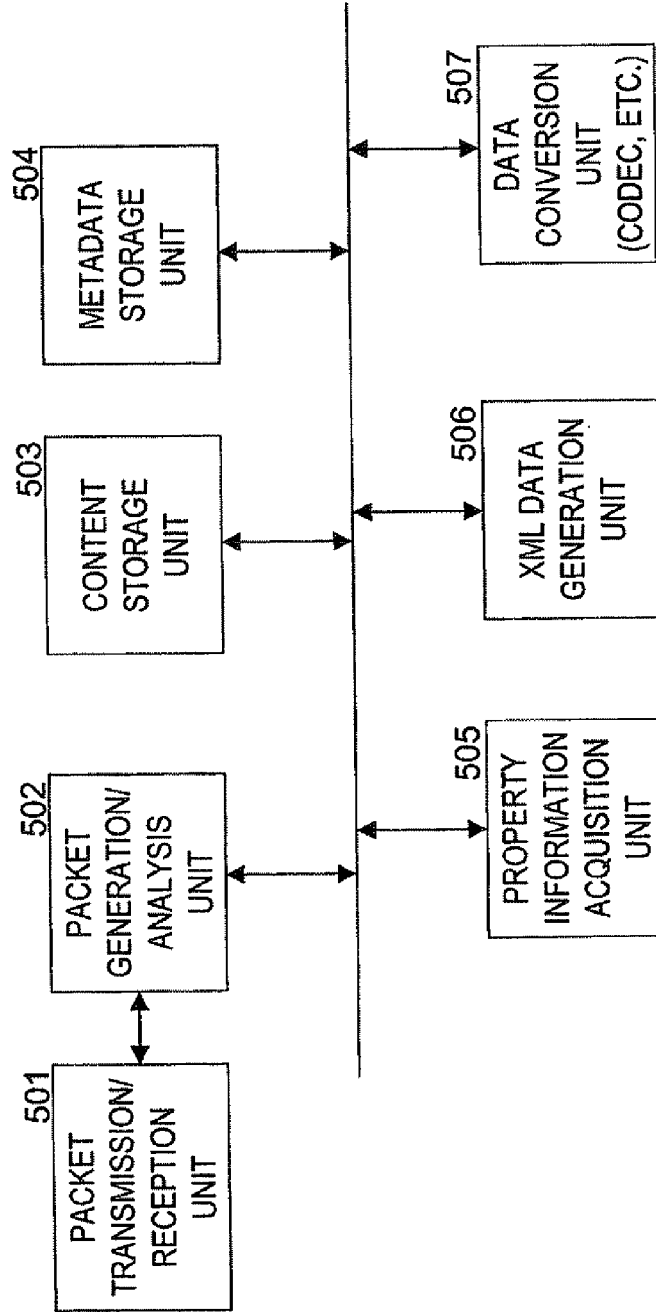 501
PACKET
TRANSMISSION/
RECEPTION
UNIT
502
PACKET
GENERATION/
ANALYSIS
UNIT
503
CONTENT
STORAGE
UNIT
504
METADATA
STORAGE
UNIT
505
PROPERTY
INFORMATION
ACQUISITION
UNIT
506
XML DATA
GENERATION
UNIT
507
DATA
CONVERSION
UNIT
(CODEC, ETC.)